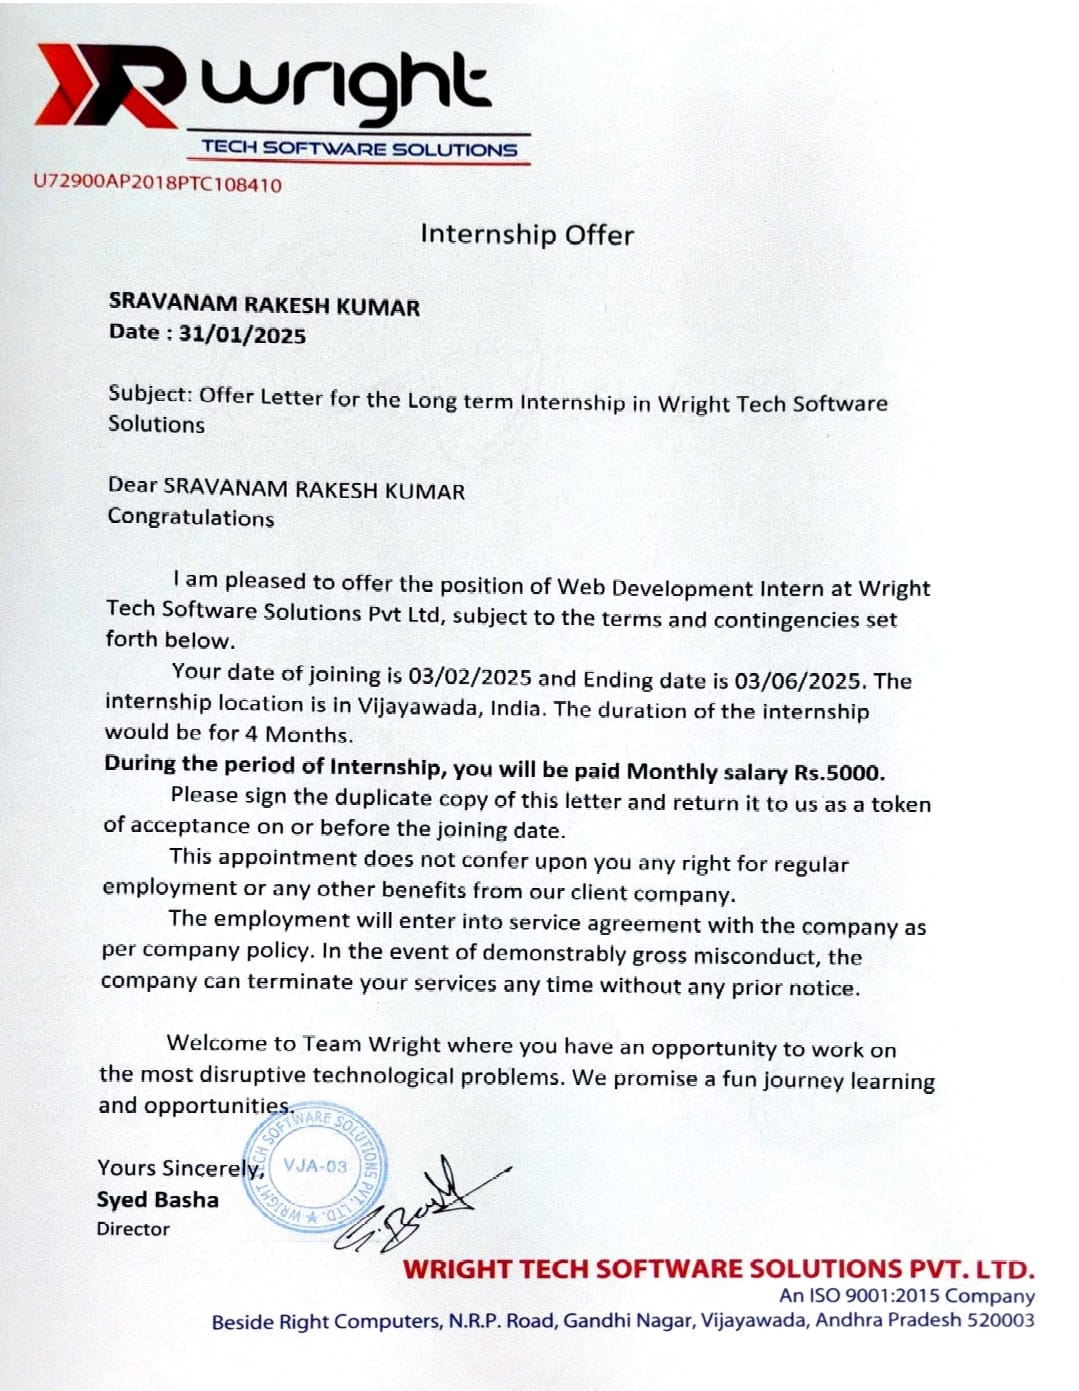 wright
TECH SOFTWARE SOLUTIONS
U72900AP2018PTC108410
Internship Offer
SRAVANAM RAKESH KUMAR
Date : 31/01/2025
Subject: Offer Letter for the Long term Internship in Wright Tech Software
Solutions
Dear SRAVANAM RAKESH KUMAR
Congratulations
I am pleased to offer the position of Web Development Intern at Wright
Tech Software Solutions Pvt Ltd, subject to the terms and contingencies set
forth below.
Your date of joining is 03/02/2025 and Ending date is 03/06/2025. The
internship location is in Vijayawada, India. The duration of the internship
would be for 4 Months.
During the period of Internship, you will be paid Monthly salary Rs.5000.
Please sign the duplicate copy of this letter and return it to us as a token
of acceptance on or before the joining date.
This appointment does not confer upon you any right for regular
employment or any other benefits from our client company.
The employment will enter into service agreement with the company as
per company policy. In the event of demonstrably gross misconduct, the
company can terminate your services any time without any prior notice.
Welcome to Team Wright where you have an opportunity to work on
the most disruptive technological problems. We promise a fun journey learning
and opportunities.
WRIGHT TECH SOFTWARE SOLUTIONS PVT. LTD. ★
VJA-03
Yours Sincerely,
Syed Basha
Director
S. Basha
WRIGHT TECH SOFTWARE SOLUTIONS PVT. LTD.
An ISO 9001:2015 Company
Beside Right Computers, N.R.P. Road, Gandhi Nagar, Vijayawada, Andhra Pradesh 520003